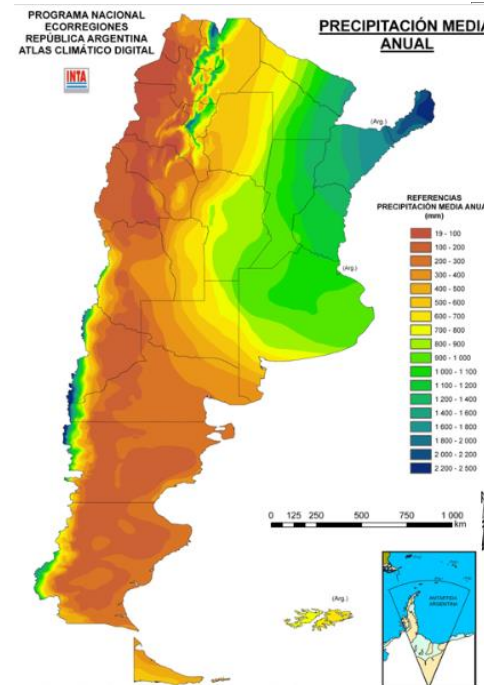 PROGRAMA NACIONAL
ECORREGIONES
REPÚBLICA ARGENTINA
ATLAS CLIMÁTICO DIGITAL
INTA
PRECIPITACIÓN MEDIA
ANUAL
(Arg.)
REFERENCIAS
PRECIPITACIÓN MEDIA ANUA
(mm)
19 - 100
100 - 200
200 - 300
300 - 400
400 - 500
500 - 600
600 - 700
700 - 800
800 - 900
900 - 1 000
1 000 - 1 100
1 100 - 1 200
1 200 - 1 400
1 400 - 1 600
1 600 - 1 800
1 800 - 2 000
2 000 - 2 200
2 200 - 2 500
(Arg.)
0 125 250 500 750 1 000
km
(Arg.)
ANTARTIDA
ARGENTINA